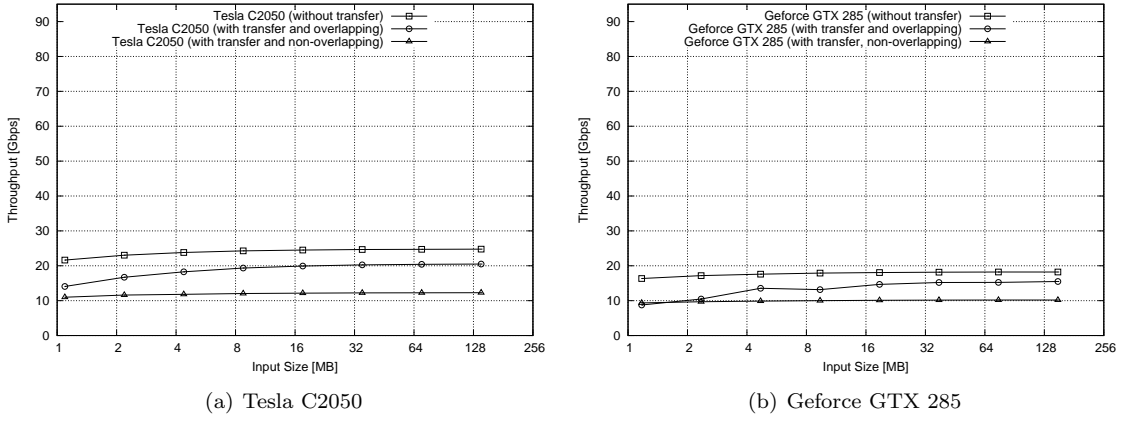 Tesla C2050 (without transfer)
Tesla C2050 (with transfer and overlapping)
Tesla C2050 (with transfer and non-overlapping)
90
80
70
60
50
40
30
20
10
0
Throughput [Gbps]
1 2 4 8 16 32 64 128 256
Input Size [MB]
(a) Tesla C2050
Geforce GTX 285 (without transfer)
Geforce GTX 285 (with transfer and overlapping)
Geforce GTX 285 (with transfer, non-overlapping)
90
80
70
60
50
40
30
20
10
0
Throughput [Gbps]
1 2 4 8 16 32 64 128 256
Input Size [MB]
(b) Geforce GTX 285